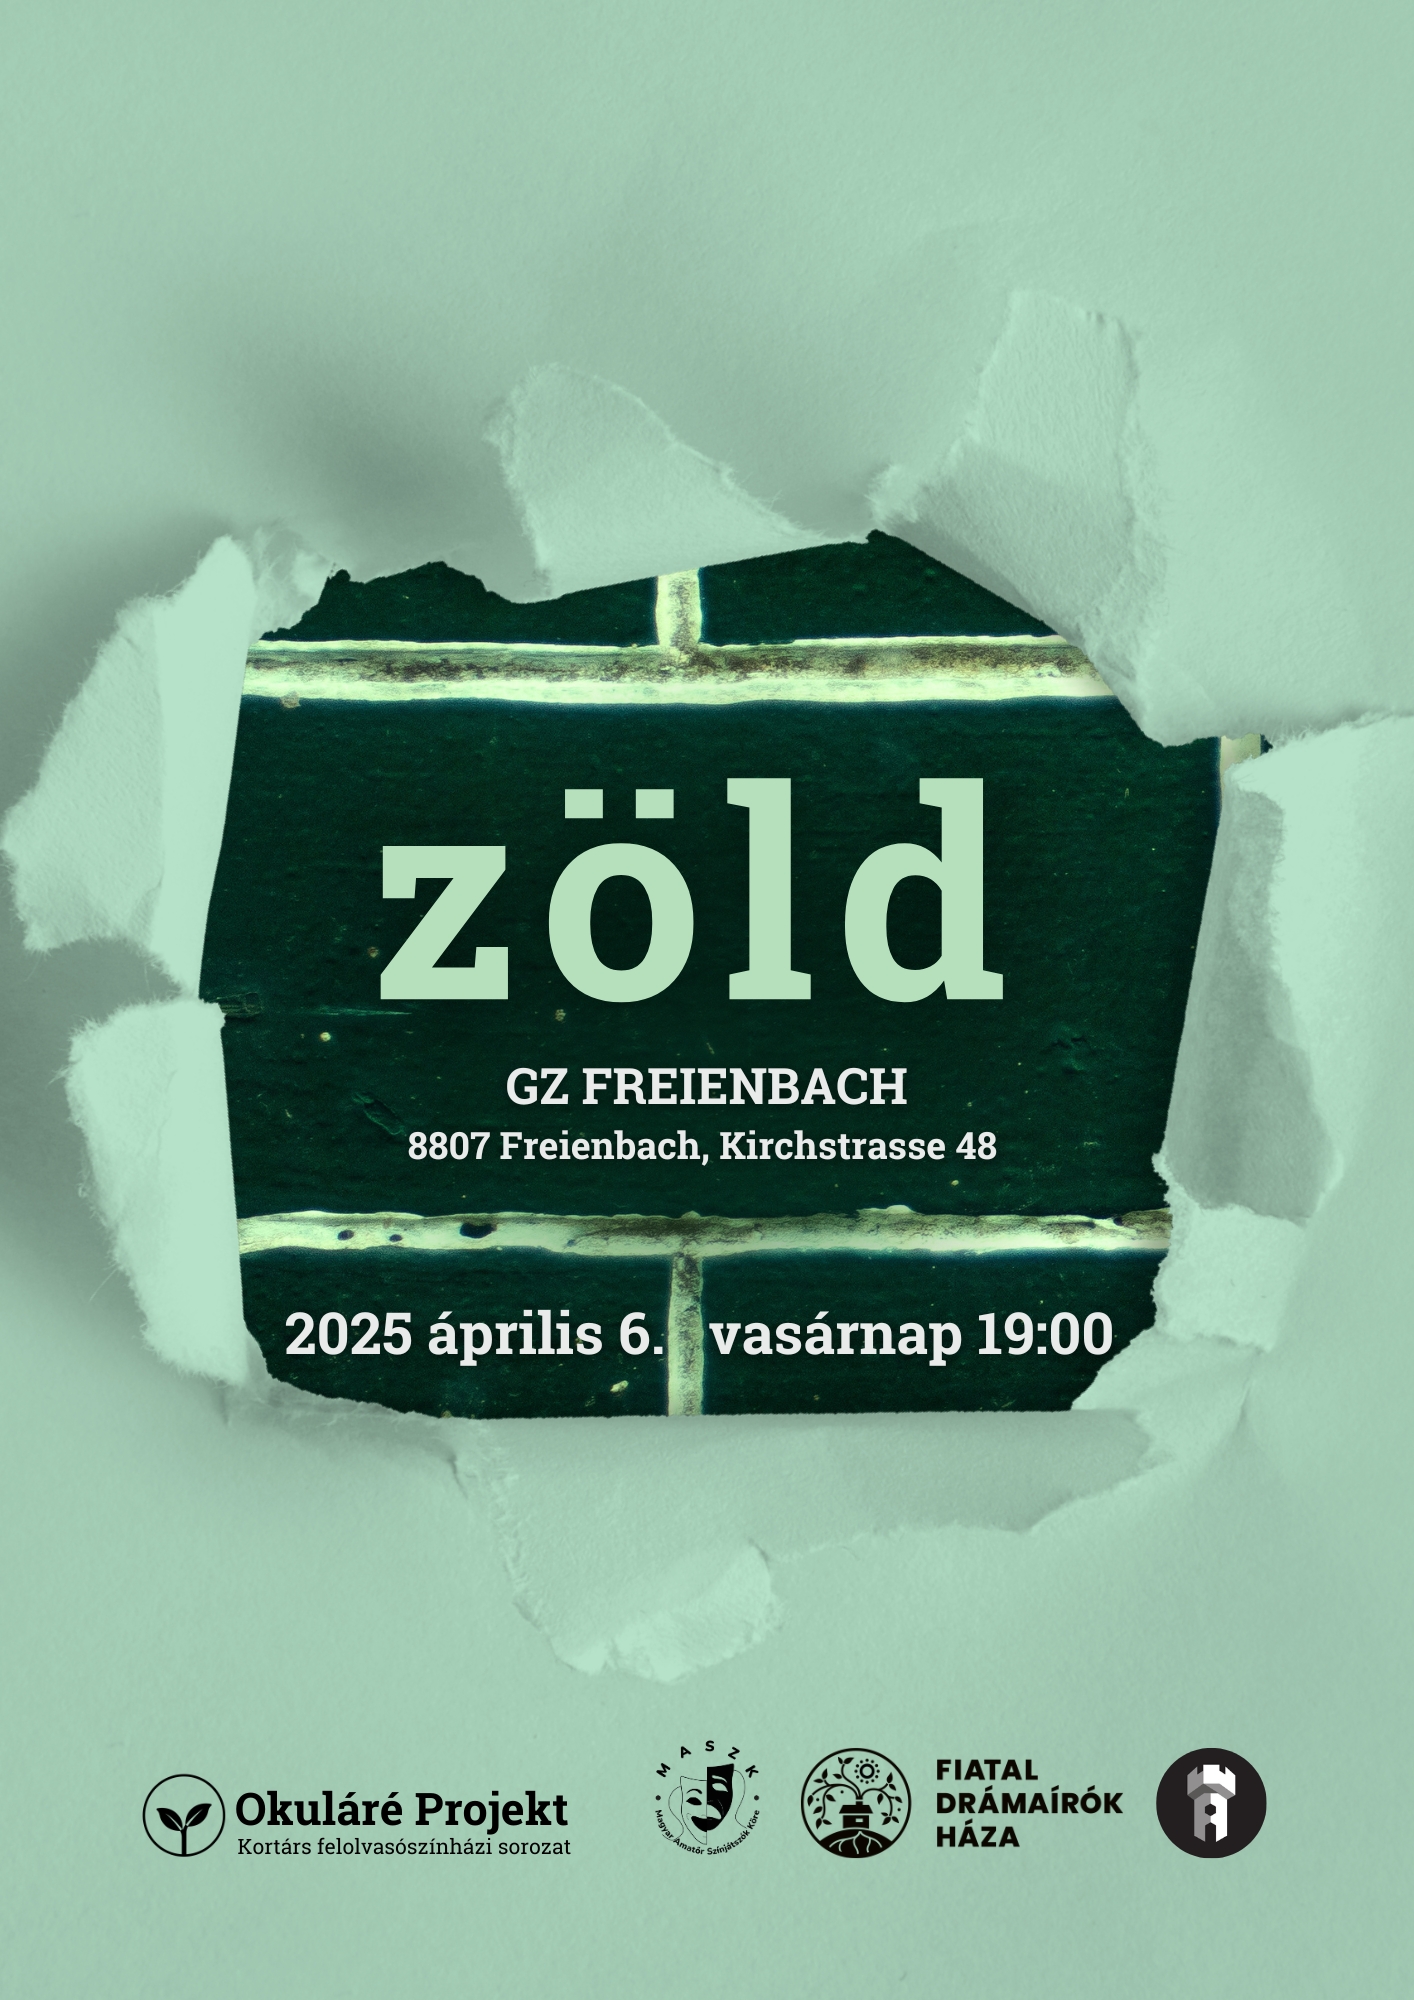 zöld
GZ FREIENBACH
8807 Freienbach, Kirchstrasse 48
2025 április 6. vasárnap 19:00
Okuláré Projekt
Kortárs felolvasószínházi sorozat
MASZK
Magyar Amatőr Színjátszók Köre
FIATAL
DRÁMAÍRÓK
HÁZA